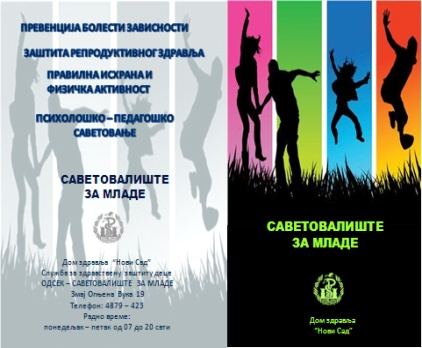 ПРЕВЕНЦИЈА БОЛЕСТИ ЗАВИСНОСТИ
ЗАШТИТА РЕПРОДУКТИВНОГ ЗДРАВЉА
ПРАВИЛНА ИСХРАНА И
ФИЗИЧКА АКТИВНОСТ
ПСИХОЛОШКО – ПЕДАГОШКО
САВЕТОВАЊЕ
САВЕТОВАЛИШТЕ
ЗА МЛАДЕ
Дом здравља "Нови Сад"
Служба за здравствену заштиту деце
ОДСЕК – САВЕТОВАЛИШТЕ ЗА МЛАДЕ
Змај Огњена Вука 19
Телефон: 4879 – 423
Радно време:
понедељак – петак од 07 до 20 сати
САВЕТОВАЛИШТЕ
ЗА МЛАДЕ
Дом здравља
"Нови Сад"